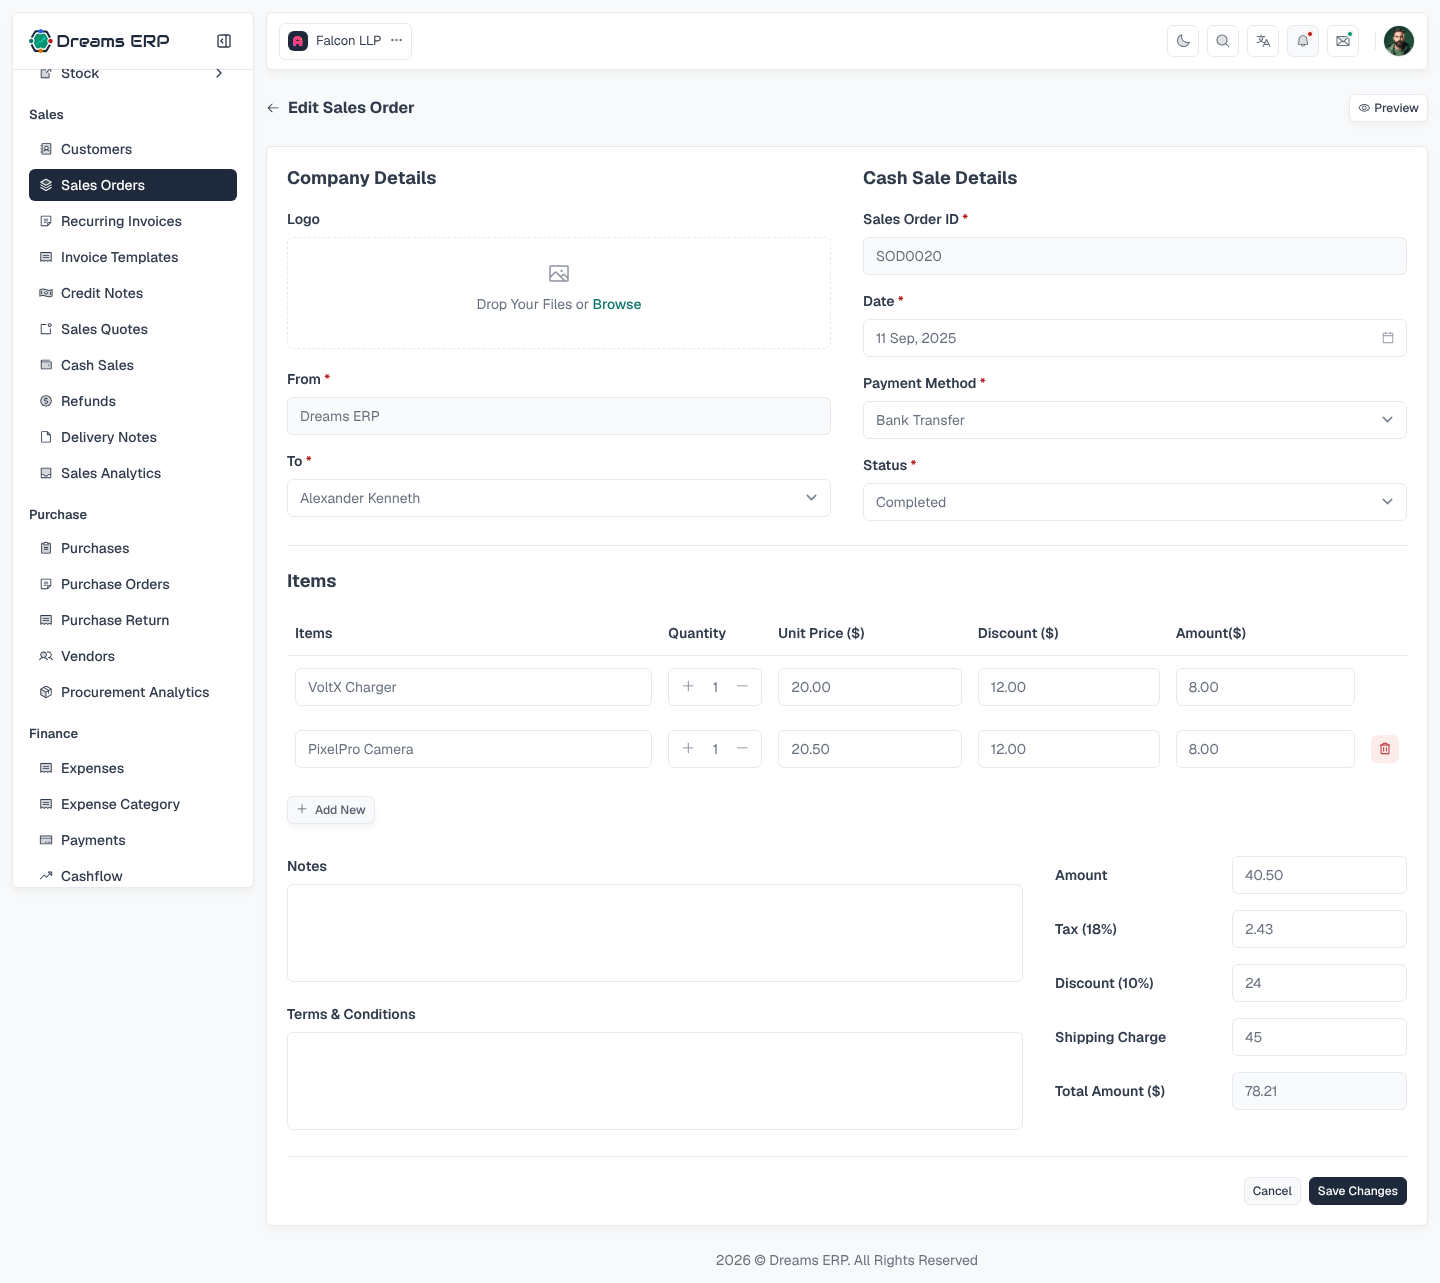 Dreams ERP
Stock
Sales
Customers
Sales Orders
Recurring Invoices
Invoice Templates
Credit Notes
Sales Quotes
Cash Sales
Refunds
Delivery Notes
Sales Analytics
Purchase
Purchases
Purchase Orders
Purchase Return
Vendors
Procurement Analytics
Finance
Expenses
Expense Category
Payments
Cashflow
Falcon LLP
Edit Sales Order
Preview
Company Details
Logo
Drop Your Files or Browse
From *
Dreams ERP
To *
Alexander Kenneth
Cash Sale Details
Sales Order ID *
SOD0020
Date *
11 Sep, 2025
Payment Method *
Bank Transfer
Status *
Completed
Items
Items Quantity Unit Price ($) Discount ($) Amount($)
VoltX Charger 1 20.00 12.00 8.00
PixelPro Camera 1 20.50 12.00 8.00
Add New
Notes
Terms & Conditions
Amount 40.50
Tax (18%) 2.43
Discount (10%) 24
Shipping Charge 45
Total Amount ($) 78.21
Cancel Save Changes
2026 © Dreams ERP. All Rights Reserved